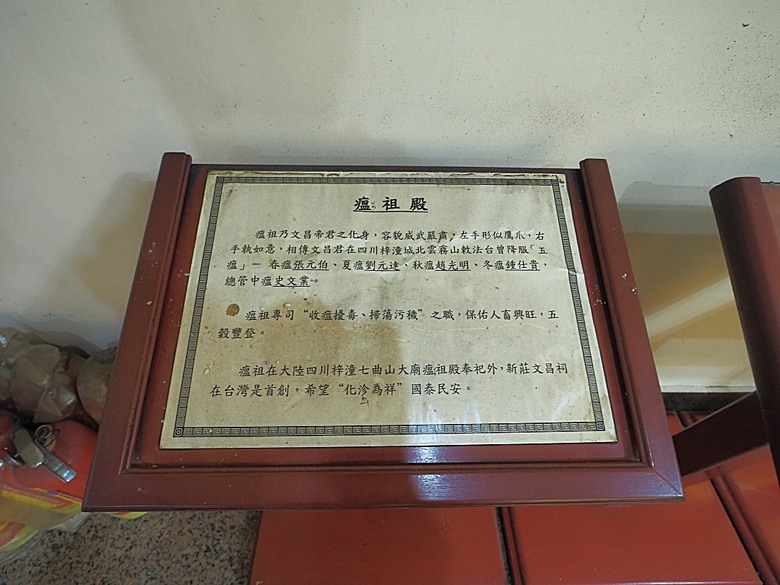 瘟祖殿
瘟祖乃文昌帝君之化身，容貌威武嚴肅，左手形似鷹爪，右
手執如意，相傳文昌君在四川梓潼城北雲霧山教法台曾降服「五
瘟」— 春瘟張元伯、夏瘟劉元達、秋瘟趙光明、冬瘟鍾仕貴，
總管中瘟史文業。
瘟祖專司“收瘟攝毒、掃蕩污穢”之職，保佑人畜興旺，五
穀豐登。
瘟祖在大陸四川梓潼七曲山大廟瘟祖殿奉祀外，新莊文昌祠
在台灣是首創，希望“化沴為祥”國泰民安。